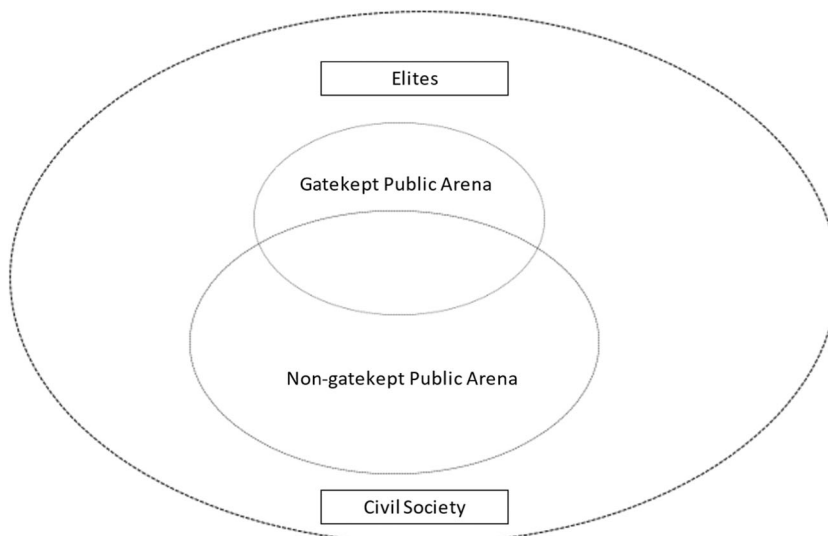 Elites
Gatekept Public Arena
Non-gatekept Public Arena
Civil Society